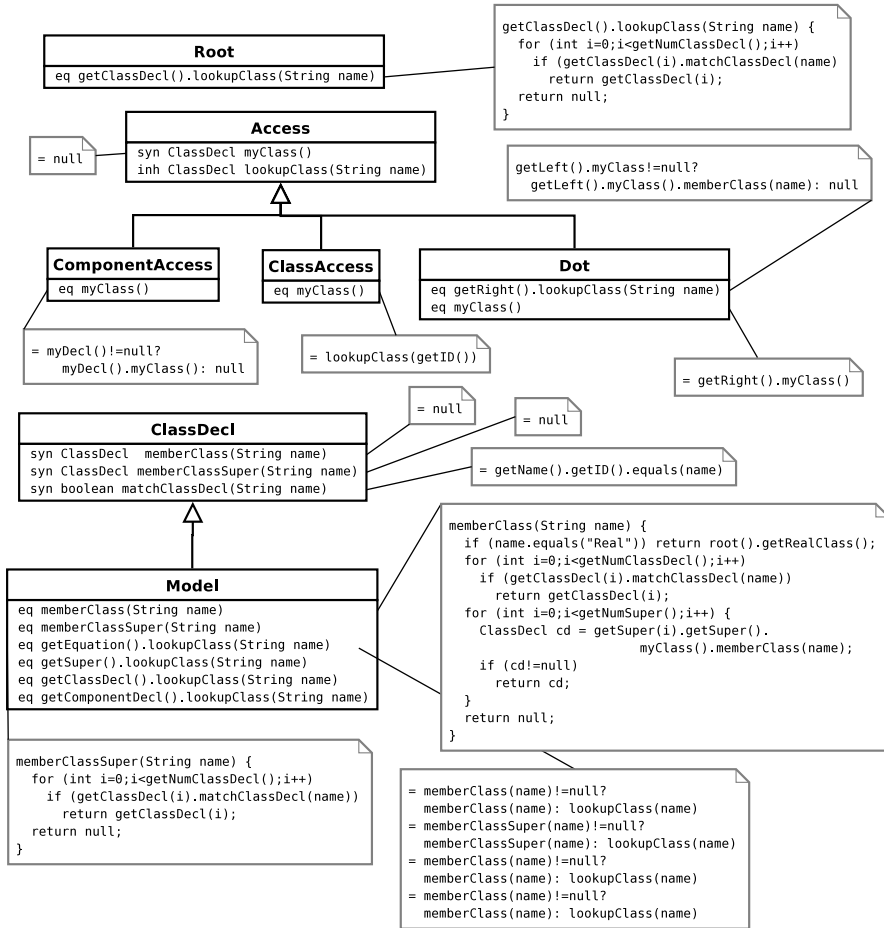 Root
eq getClassDecl().lookupClass(String name)
getClassDecl().lookupClass(String name) {
for (int i=0;i<getNumClassDecl();i++)
if (getClassDecl(i).matchClassDecl(name)
return getClassDecl(i);
return null;
}
Access
syn ClassDecl myClass()
inh ClassDecl lookupClass(String name)
= null
getLeft().myClass!=null?
getLeft().myClass().memberClass(name): null
ComponentAccess
eq myClass()
ClassAccess
eq myClass()
Dot
eq getRight().lookupClass(String name)
eq myClass()
= myDecl()!=null?
myDecl().myClass(): null
= lookupClass(getID())
= getRight().myClass()
ClassDecl
syn ClassDecl  memberClass(String name)
syn ClassDecl memberClassSuper(String name)
syn boolean matchClassDecl(String name)
= null
= null
= getName().getID().equals(name)
Model
eq memberClass(String name)
eq memberClassSuper(String name)
eq getEquation().lookupClass(String name)
eq getSuper().lookupClass(String name)
eq getClassDecl().lookupClass(String name)
eq getComponentDecl().lookupClass(String name)
memberClass(String name) {
if (name.equals("Real")) return root().getRealClass();
for (int i=0;i<getNumClassDecl();i++)
if (getClassDecl(i).matchClassDecl(name))
return getClassDecl(i);
for (int i=0;i<getNumSuper();i++) {
ClassDecl cd = getSuper(i).getSuper().
myClass().memberClass(name);
if (cd!=null)
return cd;
}
return null;
}
memberClassSuper(String name) {
for (int i=0;i<getNumClassDecl();i++)
if (getClassDecl(i).matchClassDecl(name))
return getClassDecl(i);
return null;
}
= memberClass(name)!=null?
memberClass(name): lookupClass(name)
= memberClassSuper(name)!=null?
memberClassSuper(name): lookupClass(name)
= memberClass(name)!=null?
memberClass(name): lookupClass(name)
= memberClass(name)!=null?
memberClass(name): lookupClass(name)